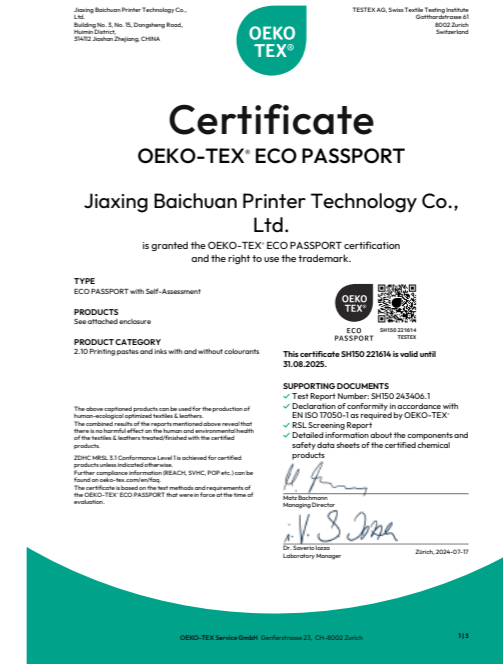 Jiaxing Baichuan Printer Technology Co.,
Ltd.
Building No. 3, No. 15, Dongsheng Road,
Huimin District,
314112 Jiashan Zhejiang, CHINA
OEKO
TEX®
TESTEX AG, Swiss Textile Testing Institute
Gotthardstrasse 61
8002 Zurich
Switzerland
Certificate
OEKO-TEX® ECO PASSPORT
Jiaxing Baichuan Printer Technology Co.,
Ltd.
is granted the OEKO-TEX® ECO PASSPORT certification
and the right to use the trademark.
TYPE
ECO PASSPORT with Self-Assessment
PRODUCTS
See attached enclosure
PRODUCT CATEGORY
2.10 Printing pastes and inks with and without colourants
The above captioned products can be used for the production of
human-ecological optimized textiles & leathers.
The combined results of the reports mentioned above reveal that
there is no harmful effect on the human and environmental health
of the textiles & leathers treated/finished with the certified
products.
ZDHC MRSL 3.1 Conformance Level 1 is achieved for certified
products unless indicated otherwise.
Further compliance information (REACH, SVHC, POP etc.) can be
found on oeko-tex.com/en/faq.
The certificate is based on the test methods and requirements of
the OEKO-TEX® ECO PASSPORT that were in force at the time of
evaluation.
OEKO
TEX®
ECO
PASSPORT
SH150 221614
TESTEX
This certificate SH150 221614 is valid until
31.08.2025.
SUPPORTING DOCUMENTS
✓ Test Report Number: SH150 243406.1
✓ Declaration of conformity in accordance with
EN ISO 17050-1 as required by OEKO-TEX®
✓ RSL Screening Report
✓ Detailed information about the components and
safety data sheets of the certified chemical
products
Matz Bachmann
Managing Director
Dr. Saverio Iozza
Laboratory Manager
Zürich, 2024-07-17
OEKO-TEX Service GmbH Genferstrasse 23, CH-8002 Zurich
1 | 3